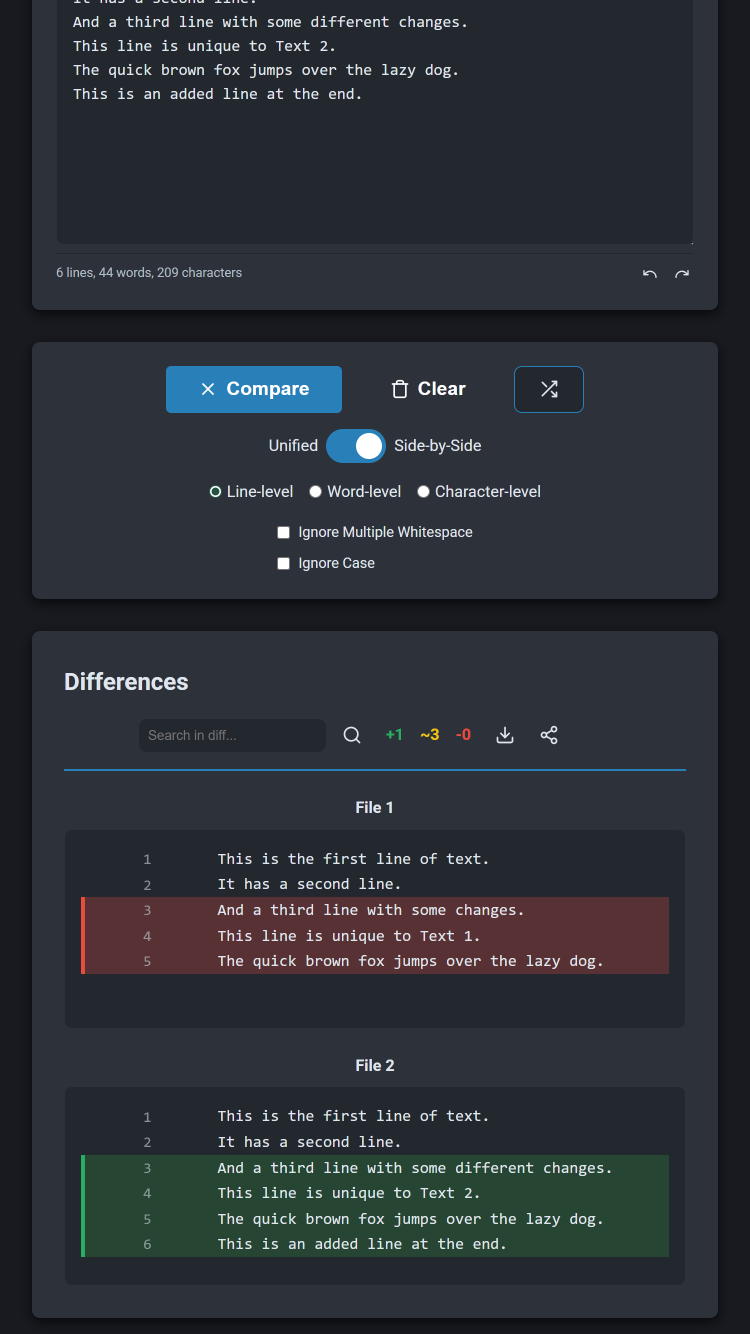 It has a second line.
And a third line with some different changes.
This line is unique to Text 2.
The quick brown fox jumps over the lazy dog.
This is an added line at the end.
6 lines, 44 words, 209 characters
Compare Clear
Unified Side-by-Side
Line-level Word-level Character-level
Ignore Multiple Whitespace
Ignore Case
Differences
Search in diff... +1 ~3 -0
File 1
1 This is the first line of text.
2 It has a second line.
3 And a third line with some changes.
4 This line is unique to Text 1.
5 The quick brown fox jumps over the lazy dog.
File 2
1 This is the first line of text.
2 It has a second line.
3 And a third line with some different changes.
4 This line is unique to Text 2.
5 The quick brown fox jumps over the lazy dog.
6 This is an added line at the end.